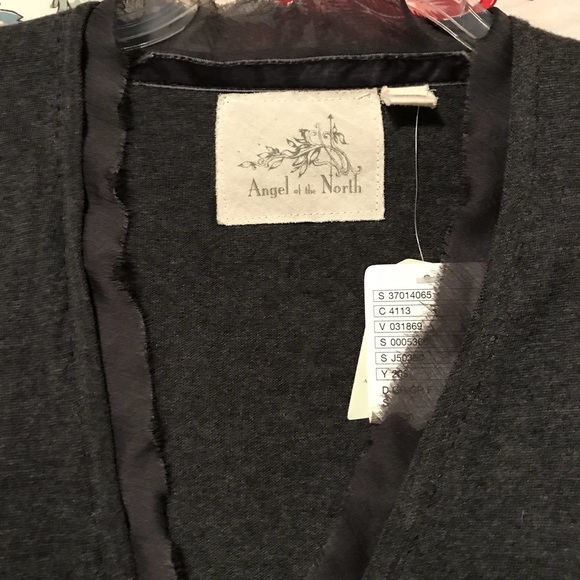 Angel of the North
S 37014065
C 4113
V 031869
S
S
Y